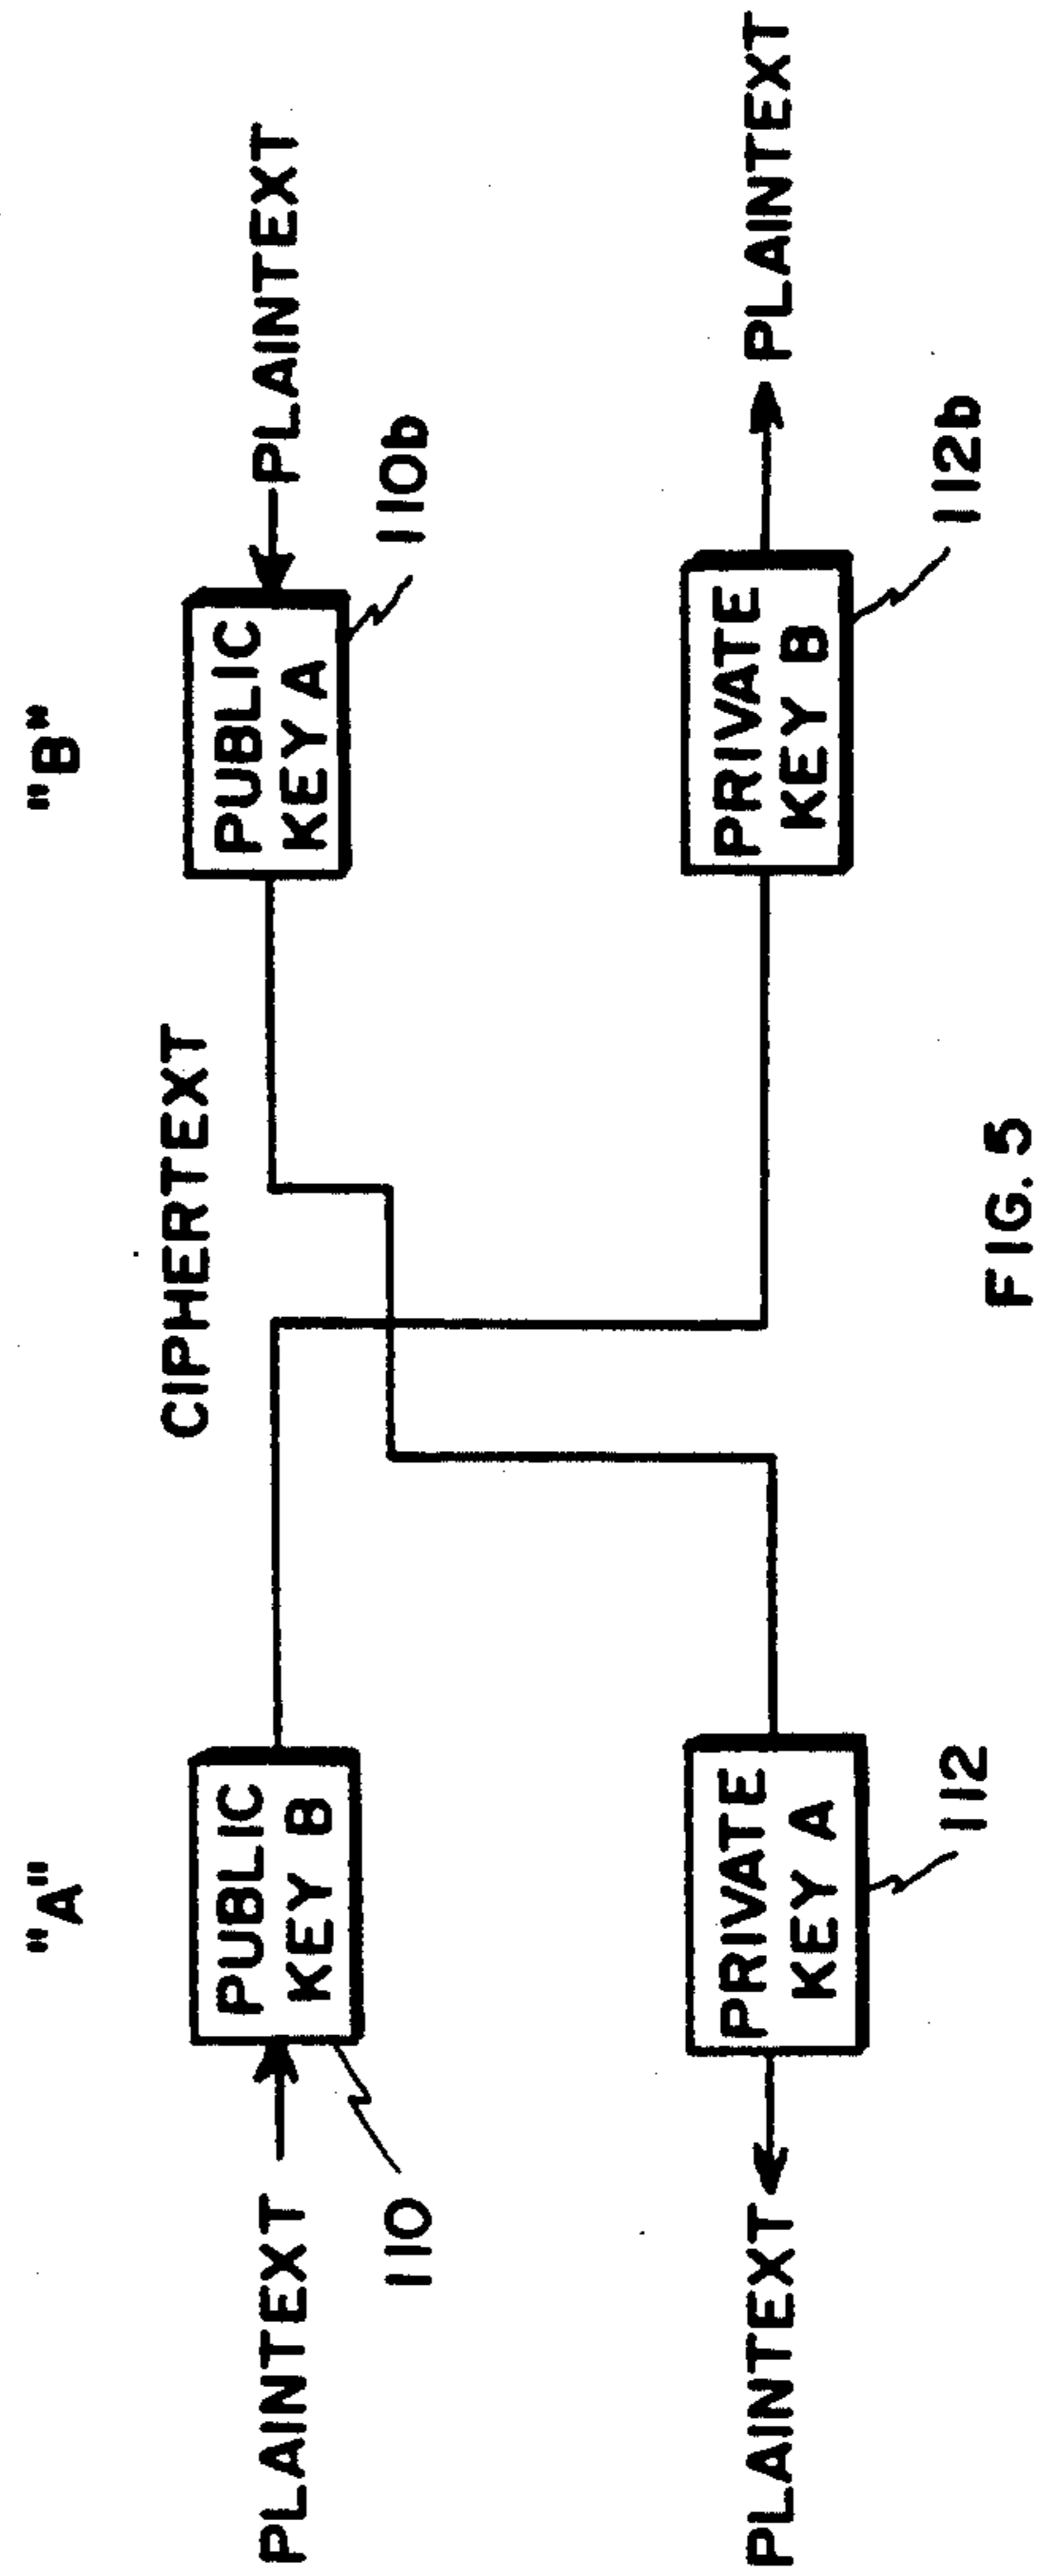 "A"
"B"
CIPHERTEXT
PLAINTEXT
PUBLIC
KEY B
110
PUBLIC
KEY A
110b
PLAINTEXT
PLAINTEXT
PRIVATE
KEY A
112
PRIVATE
KEY B
112b
PLAINTEXT
FIG. 5